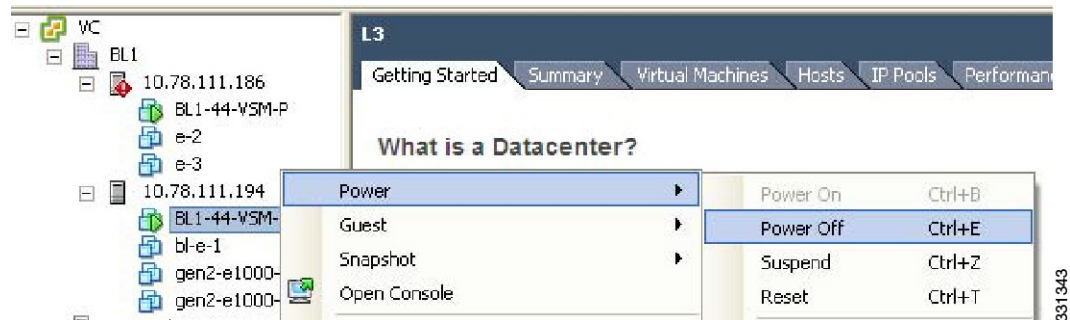 VC
BL1
10.78.111.186
BL1-44-VSM-P
e-2
e-3
10.78.111.194
BL1-44-VSM-
bl-e-1
gen2-e1000-
gen2-e1000-
L3
Getting Started Summary Virtual Machines Hosts IP Pools Performan
What is a Datacenter?
Power
Guest
Snapshot
Open Console
Power On Ctrl+B
Power Off Ctrl+E
Suspend Ctrl+Z
Reset Ctrl+T
331343